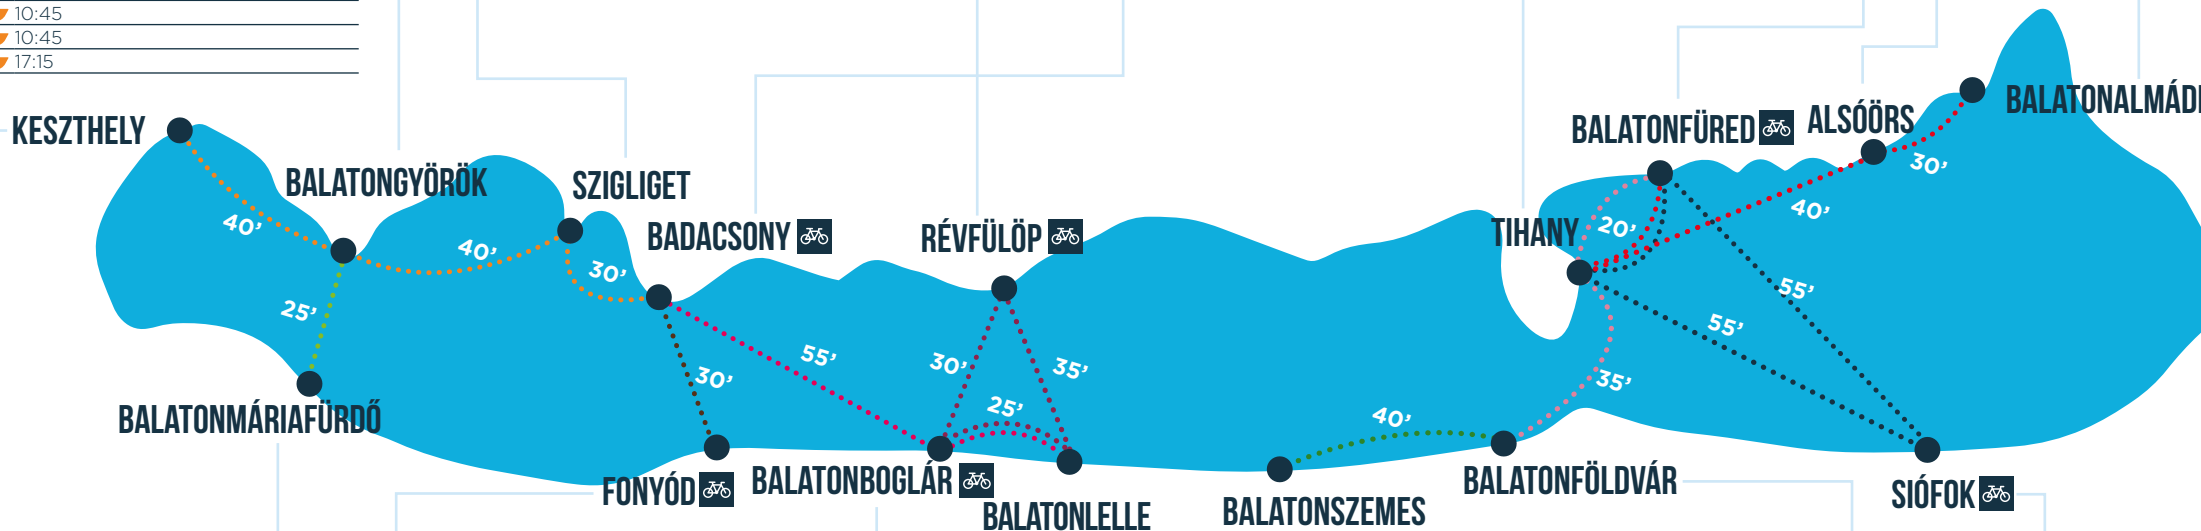 10:45
10:45
17:15
KESZTHELY
BALATONGYÖRÖK
SZIGLIGET
BADACSONY
RÉVFÜLÖP
TIHANY
BALATONFÜRED
ALSÓÖRS
BALATONALMÁDI
40’
40’
30’
25’
30’
55’
30’
35’
25’
40’
35’
20’
40’
30’
55’
55’
BALATONMÁRIAFÜRDŐ
FONYÓD
BALATONBOGLÁR
BALATONLELLE
BALATONSZEMES
BALATONFÖLDVÁR
SIÓFOK